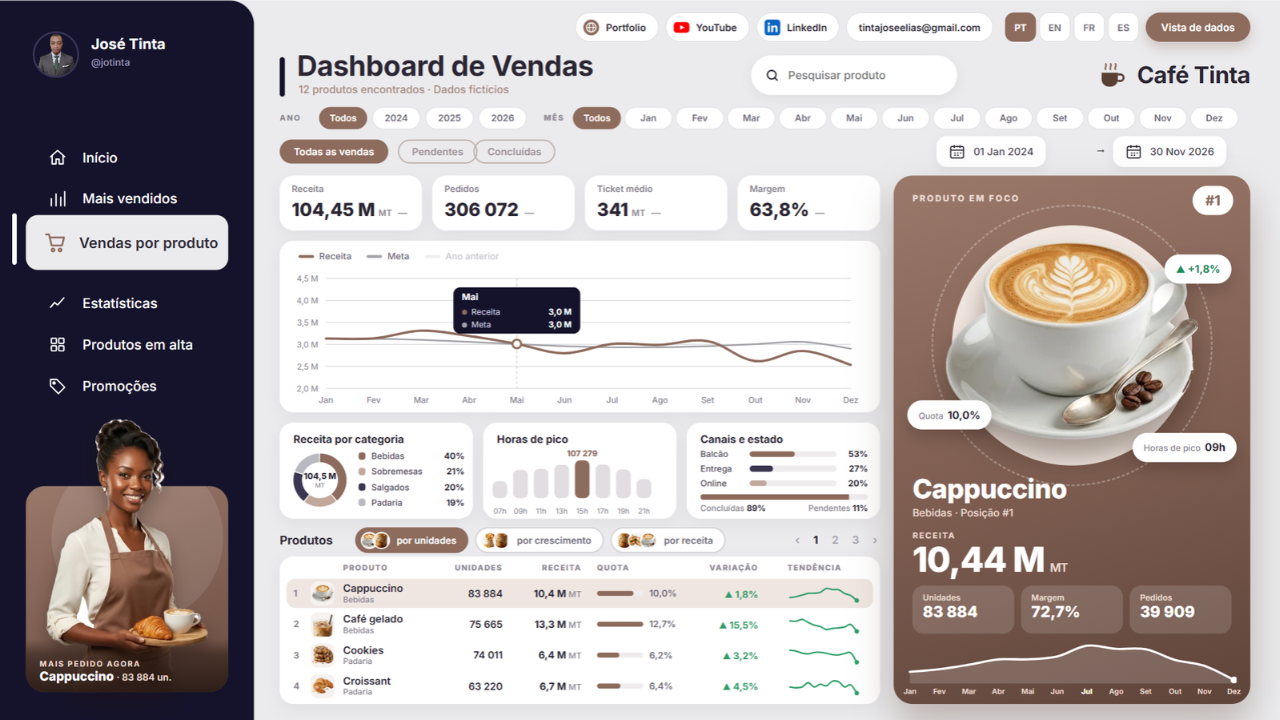 José Tinta
@jotinta
Início
Mais vendidos
Vendas por produto
Estatísticas
Produtos em alta
Promoções
MAIS PEDIDO AGORA
Cappuccino · 83 884 un.
Portfolio YouTube LinkedIn tintajoseelias@gmail.com PT EN FR ES Vista de dados
Dashboard de Vendas
12 produtos encontrados · Dados fictícios
Pesquisar produto
Café Tinta
ANO Todos 2024 2025 2026 MÊS Todos Jan Fev Mar Abr Mai Jun Jul Ago Set Out Nov Dez
Todas as vendas Pendentes Concluídas 01 Jan 2024 → 30 Nov 2026
Receita
104,45 M MT —
Pedidos
306 072 —
Ticket médio
341 MT —
Margem
63,8% —
Receita Meta Ano anterior
4,5 M
4,0 M
3,5 M
3,0 M
2,5 M
2,0 M
Mai
Receita 3,0 M
Meta 3,0 M
Jan Fev Mar Abr Mai Jun Jul Ago Set Out Nov Dez
Receita por categoria
104,5 M
MT
Bebidas 40%
Sobremesas 21%
Salgados 20%
Padaria 19%
Horas de pico
107 279
07h 09h 11h 13h 15h 17h 19h 21h
Canais e estado
Balcão 53%
Entrega 27%
Online 20%
Concluídas 89% Pendentes 11%
Produtos por unidades por crescimento por receita ‹ 1 2 3 ›
PRODUTO UNIDADES RECEITA QUOTA VARIAÇÃO TENDÊNCIA
1 Cappuccino 83 884 10,4 M MT 10,0% ▲ 1,8%
Bebidas
2 Café gelado 75 665 13,3 M MT 12,7% ▲ 15,5%
Bebidas
3 Cookies 74 011 6,4 M MT 6,2% ▲ 3,2%
Padaria
4 Croissant 63 220 6,7 M MT 6,4% ▲ 4,5%
Padaria
PRODUTO EM FOCO
#1
▲ +1,8%
Quota 10,0%
Horas de pico 09h
Cappuccino
Bebidas · Posição #1
RECEITA
10,44 M MT
Unidades
83 884
Margem
72,7%
Pedidos
39 909
Jan Fev Mar Abr Mai Jun Jul Ago Set Out Nov Dez